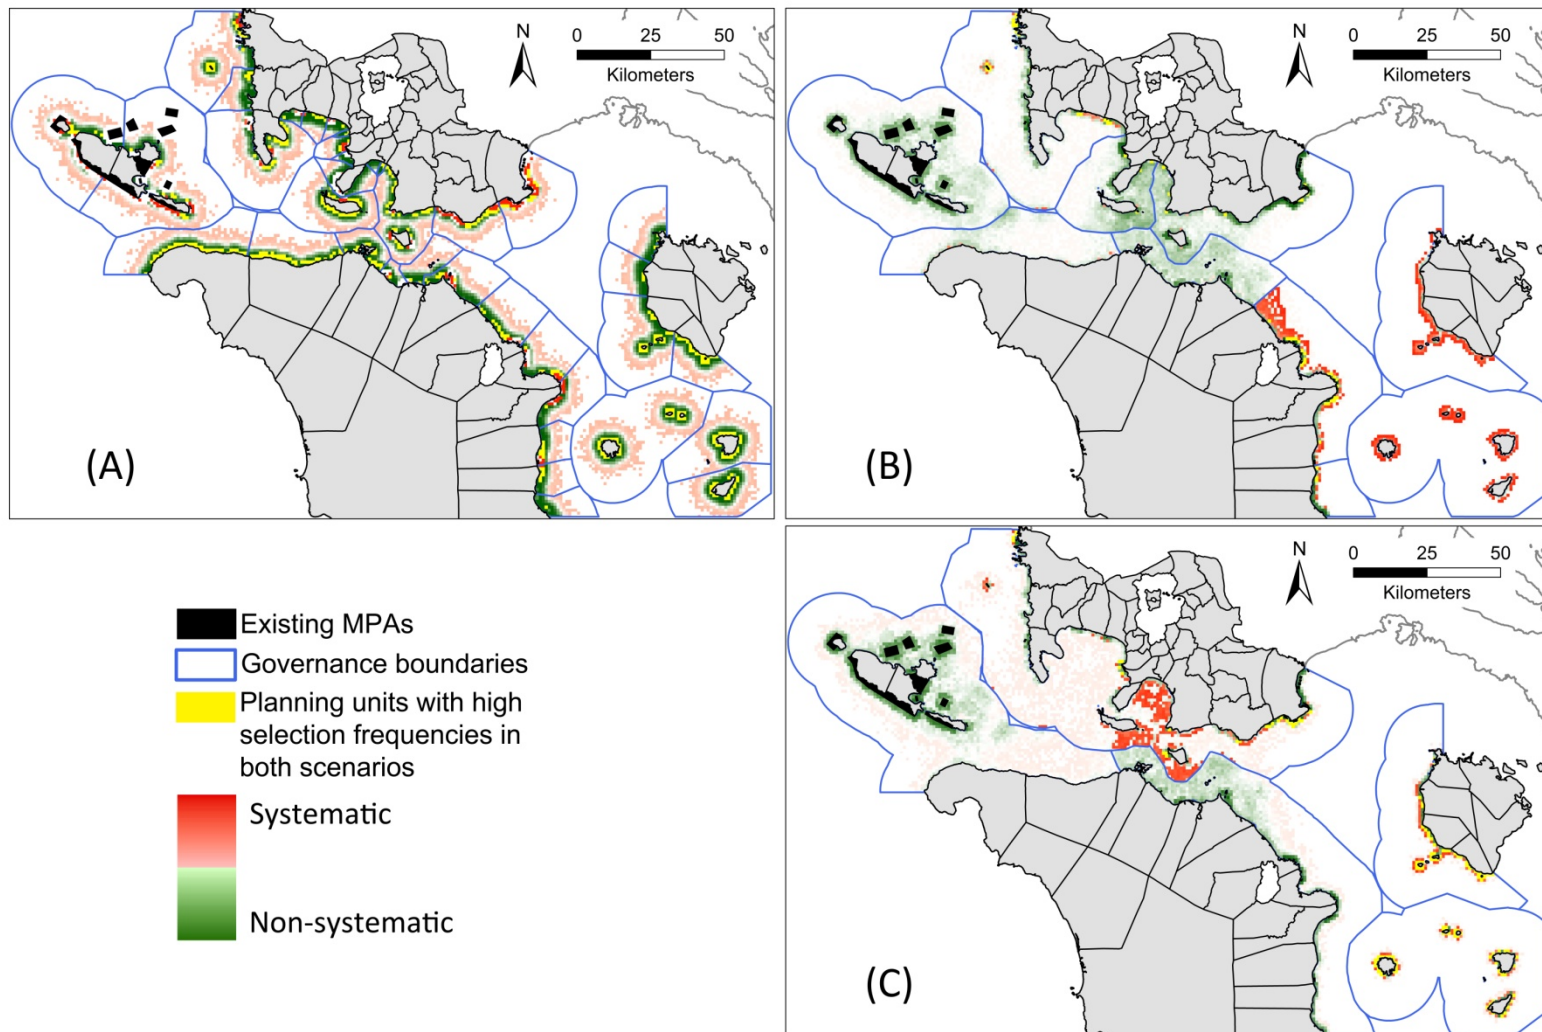 N
0 25 50
Kilometers
(A)
N
0 25 50
Kilometers
(B)
Existing MPAs
Governance boundaries
Planning units with high
selection frequencies in
both scenarios
Systematic
Non-systematic
N
0 25 50
Kilometers
(C)